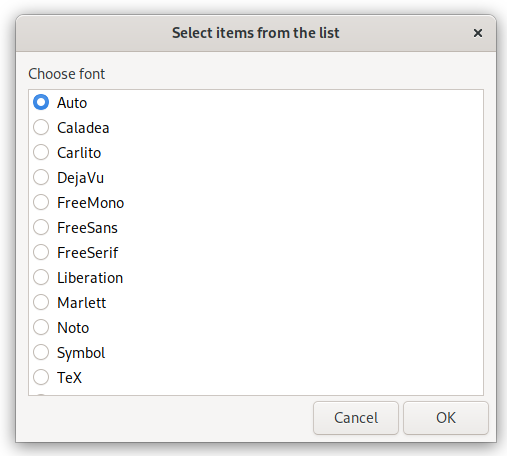 Select items from the list
Choose font
Auto
Caladea
Carlito
DejaVu
FreeMono
FreeSans
FreeSerif
Liberation
Marlett
Noto
Symbol
TeX
Cancel OK